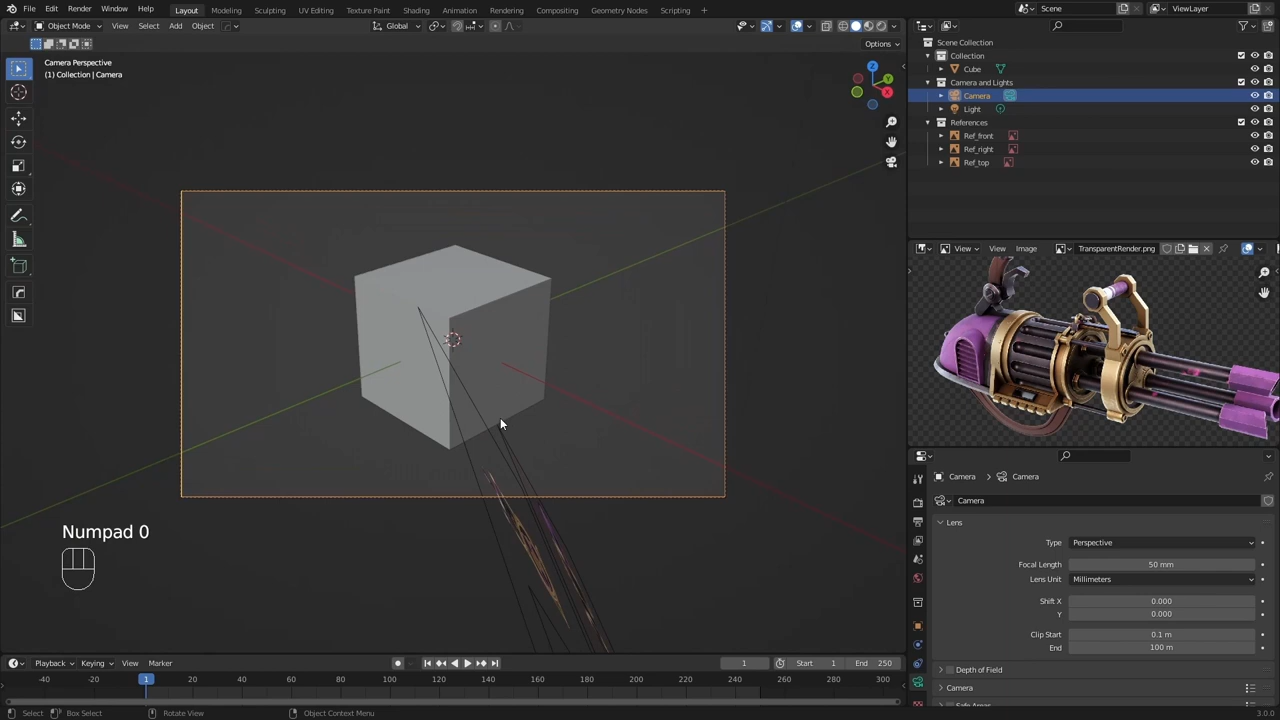 File Edit Render Window Help Layout Modeling Sculpting UV Editing Texture Paint Shading Animation Rendering Compositing Geometry Nodes Scripting Scene ViewLayer
Object Mode View Select Add Object Global
Options
Camera Perspective
(1) Collection | Camera
Scene Collection
Collection
Cube
Camera and Lights
Camera
Light
References
Ref_front
Ref_right
Ref_top
View View Image TransparentRender.png
Camera Camera
Camera
Lens
Type Perspective
Focal Length 50 mm
Lens Unit Millimeters
Shift X 0.000
Y 0.000
Clip Start 0.1 m
End 100 m
Depth of Field
Camera
Safe Areas
Numpad 0
Playback Keying View Marker 1 Start 1 End 250
-40 -20 1 20 40 60 80 100 120 140 160 180 200 220 240 260 280 300
Select Box Select Rotate View Object Context Menu 3.0.0